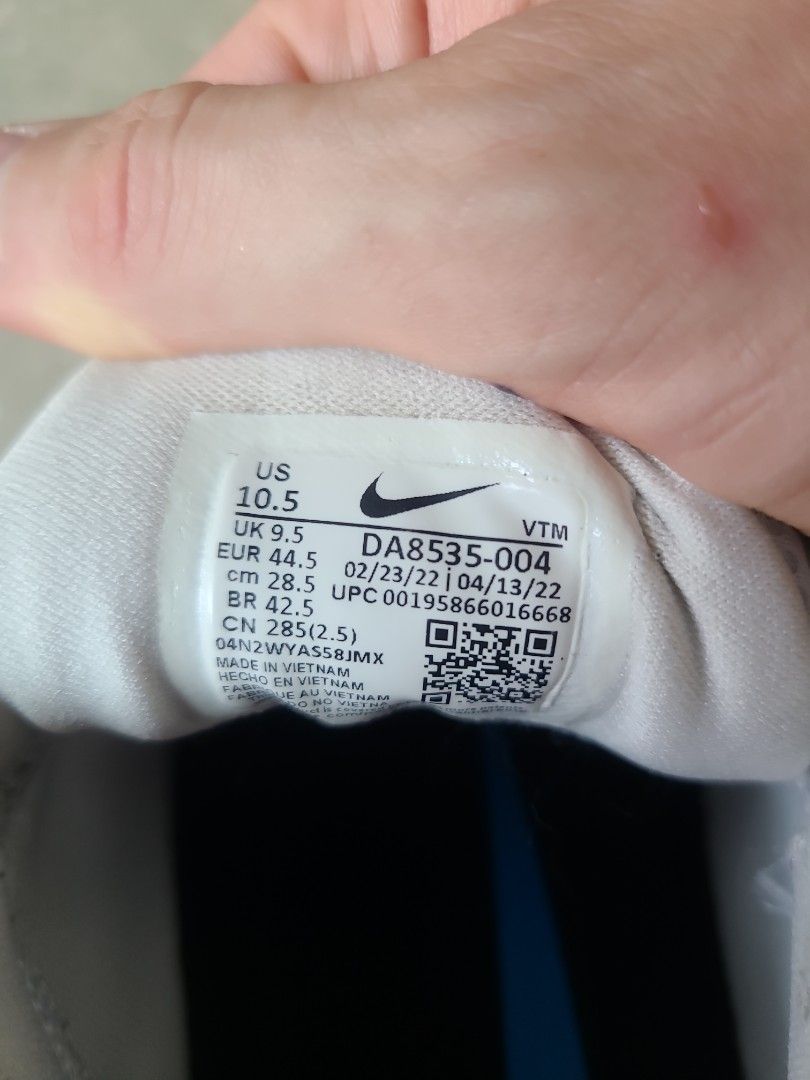 US
10.5
VTM
UK 9.5
EUR 44.5
cm 28.5
BR 42.5
CN 285(2.5)
DA8535-004
02/23/22 | 04/13/22
UPC 00195866016668
04N2WYAS58JMX
MADE IN VIETNAM
HECHO EN VIETNAM
AU VIETNAM
NO VIETNA